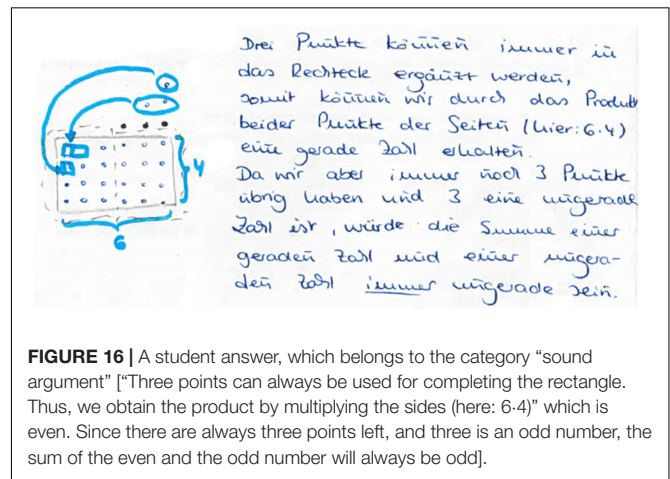 Drei Punkte können immer in
das Rechteck ergänzt werden,
somit können wir durch das Produkt
beider Punkte der Seiten (hier: 6·4)
eine gerade Zahl erhalten.
Da wir aber immer noch 3 Punkte
übrig haben und 3 eine ungerade
Zahl ist, würde die Summe einer
geraden Zahl und einer ungera-
den Zahl immer ungerade sein.
4
6
FIGURE 16 | A student answer, which belongs to the category “sound
argument” [“Three points can always be used for completing the rectangle.
Thus, we obtain the product by multiplying the sides (here: 6·4)” which is
even. Since there are always three points left, and three is an odd number, the
sum of the even and the odd number will always be odd].